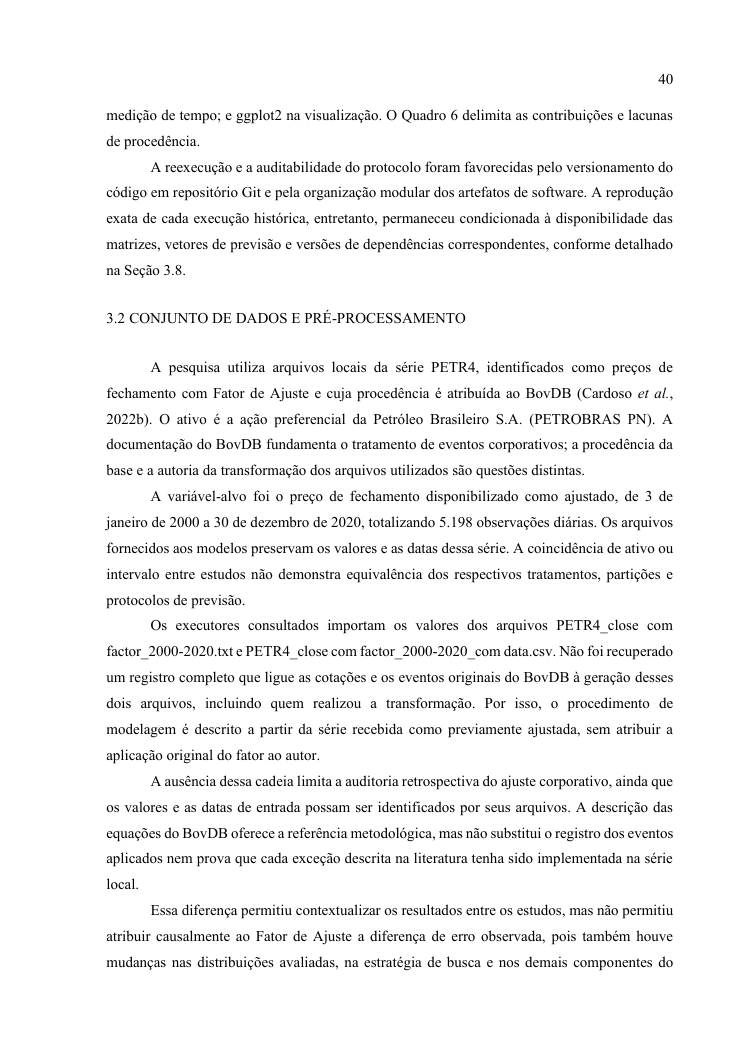 40
medição de tempo; e ggplot2 na visualização. O Quadro 6 delimita as contribuições e lacunas
de procedência.
A reexecução e a auditabilidade do protocolo foram favorecidas pelo versionamento do
código em repositório Git e pela organização modular dos artefatos de software. A reprodução
exata de cada execução histórica, entretanto, permaneceu condicionada à disponibilidade das
matrizes, vetores de previsão e versões de dependências correspondentes, conforme detalhado
na Seção 3.8.
3.2 CONJUNTO DE DADOS E PRÉ-PROCESSAMENTO
A pesquisa utiliza arquivos locais da série PETR4, identificados como preços de
fechamento com Fator de Ajuste e cuja procedência é atribuída ao BovDB (Cardoso et al.,
2022b). O ativo é a ação preferencial da Petróleo Brasileiro S.A. (PETROBRAS PN). A
documentação do BovDB fundamenta o tratamento de eventos corporativos; a procedência da
base e a autoria da transformação dos arquivos utilizados são questões distintas.
A variável-alvo foi o preço de fechamento disponibilizado como ajustado, de 3 de
janeiro de 2000 a 30 de dezembro de 2020, totalizando 5.198 observações diárias. Os arquivos
fornecidos aos modelos preservam os valores e as datas dessa série. A coincidência de ativo ou
intervalo entre estudos não demonstra equivalência dos respectivos tratamentos, partições e
protocolos de previsão.
Os executores consultados importam os valores dos arquivos PETR4_close com
factor_2000-2020.txt e PETR4_close com factor_2000-2020_com data.csv. Não foi recuperado
um registro completo que ligue as cotações e os eventos originais do BovDB à geração desses
dois arquivos, incluindo quem realizou a transformação. Por isso, o procedimento de
modelagem é descrito a partir da série recebida como previamente ajustada, sem atribuir a
aplicação original do fator ao autor.
A ausência dessa cadeia limita a auditoria retrospectiva do ajuste corporativo, ainda que
os valores e as datas de entrada possam ser identificados por seus arquivos. A descrição das
equações do BovDB oferece a referência metodológica, mas não substitui o registro dos eventos
aplicados nem prova que cada exceção descrita na literatura tenha sido implementada na série
local.
Essa diferença permitiu contextualizar os resultados entre os estudos, mas não permitiu
atribuir causalmente ao Fator de Ajuste a diferença de erro observada, pois também houve
mudanças nas distribuições avaliadas, na estratégia de busca e nos demais componentes do